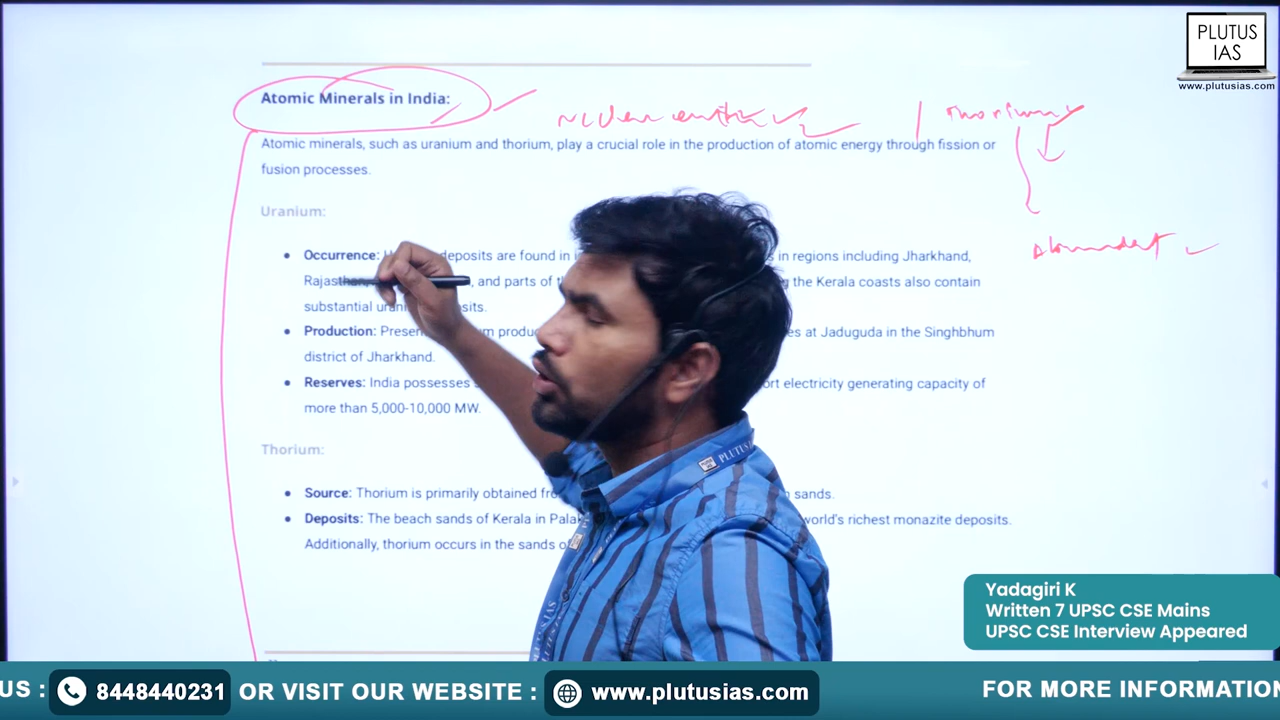 PLUTUS
IAS
www.plutusias.com
Atomic Minerals in India:
Thorium
Atomic minerals, such as uranium and thorium, play a crucial role in the production of atomic energy through fission or
fusion processes.
Uranium:
Abundant
Occurrence: deposits are found in in regions including Jharkhand,
Rajasthan, and parts of the Kerala coasts also contain
substantial
Production: produ at Jaduguda in the Singhbhum
district of Jharkhand.
Reserves: India possesses electricity generating capacity of
more than 5,000-10,000 MW.
Thorium:
Source: Thorium is primarily obtained sands.
Deposits: The beach sands of Kerala in world's richest monazite deposits.
Additionally, thorium occurs in the sands
PLUTUS
IAS
Yadagiri K
Written 7 UPSC CSE Mains
UPSC CSE Interview Appeared
US : 8448440231 OR VISIT OUR WEBSITE : www.plutusias.com FOR MORE INFORMATION